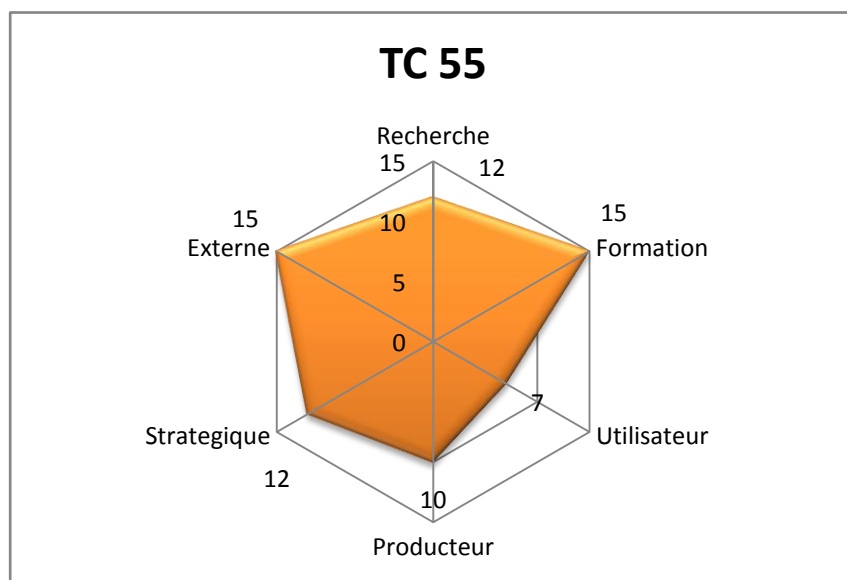 TC 55
Recherche
15
12
15
15
Externe
10
Formation
5
0
7
Strategique
Utilisateur
12
10
Producteur